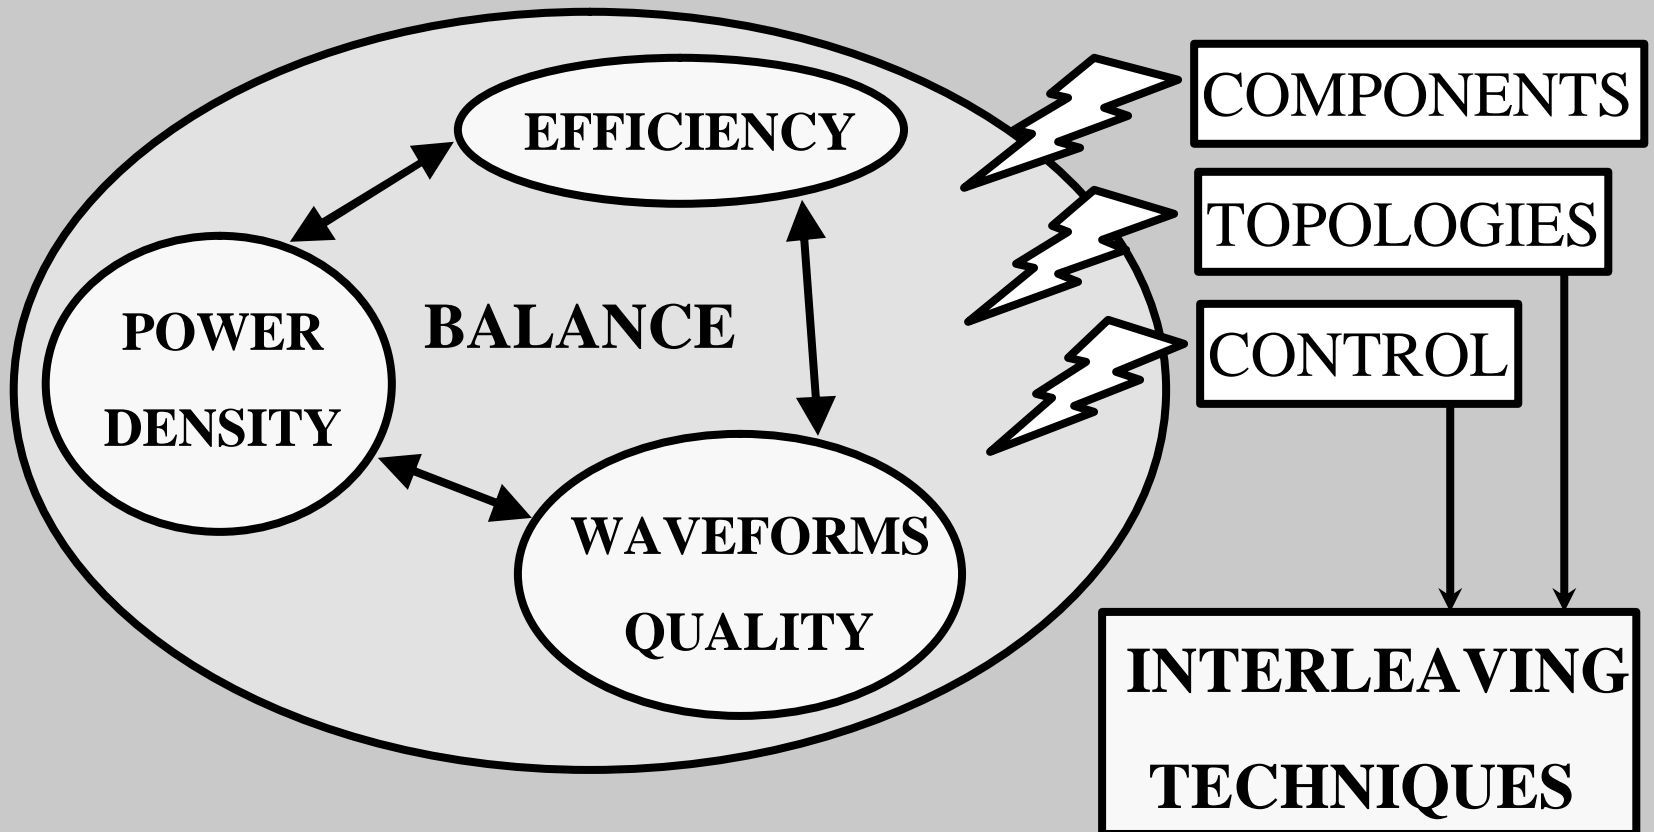 EFFICIENCY
POWER
DENSITY
BALANCE
WAVEFORMS
QUALITY
COMPONENTS
TOPOLOGIES
CONTROL
INTERLEAVING
TECHNIQUES